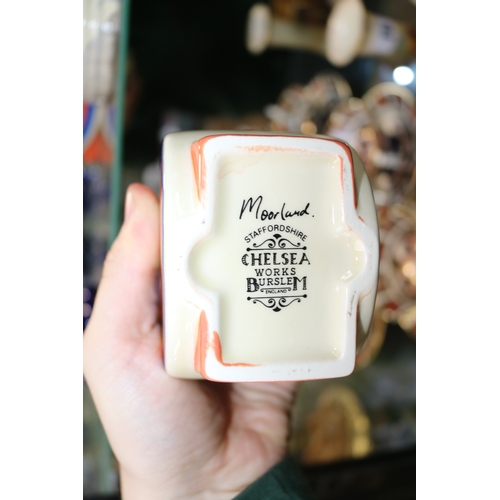 Moorland.
STAFFORDSHIRE
CHELSEA
WORKS
BURSLEM
ENGLAND